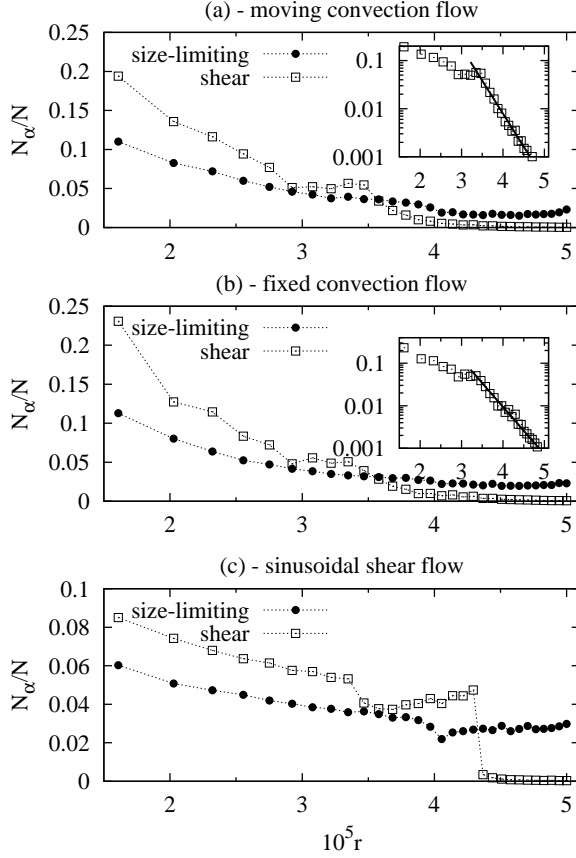 (a) - moving convection flow
N_α/N
0.25
0.2
0.15
0.1
0.05
0
size-limiting
shear
0.1
0.01
0.001
2 3 4 5
2 3 4 5
(b) - fixed convection flow
N_α/N
0.25
0.2
0.15
0.1
0.05
0
size-limiting
shear
0.1
0.01
0.001
2 3 4 5
2 3 4 5
(c) - sinusoidal shear flow
N_α/N
0.1
0.08
0.06
0.04
0.02
0
size-limiting
shear
2 3 4 5
10^5r